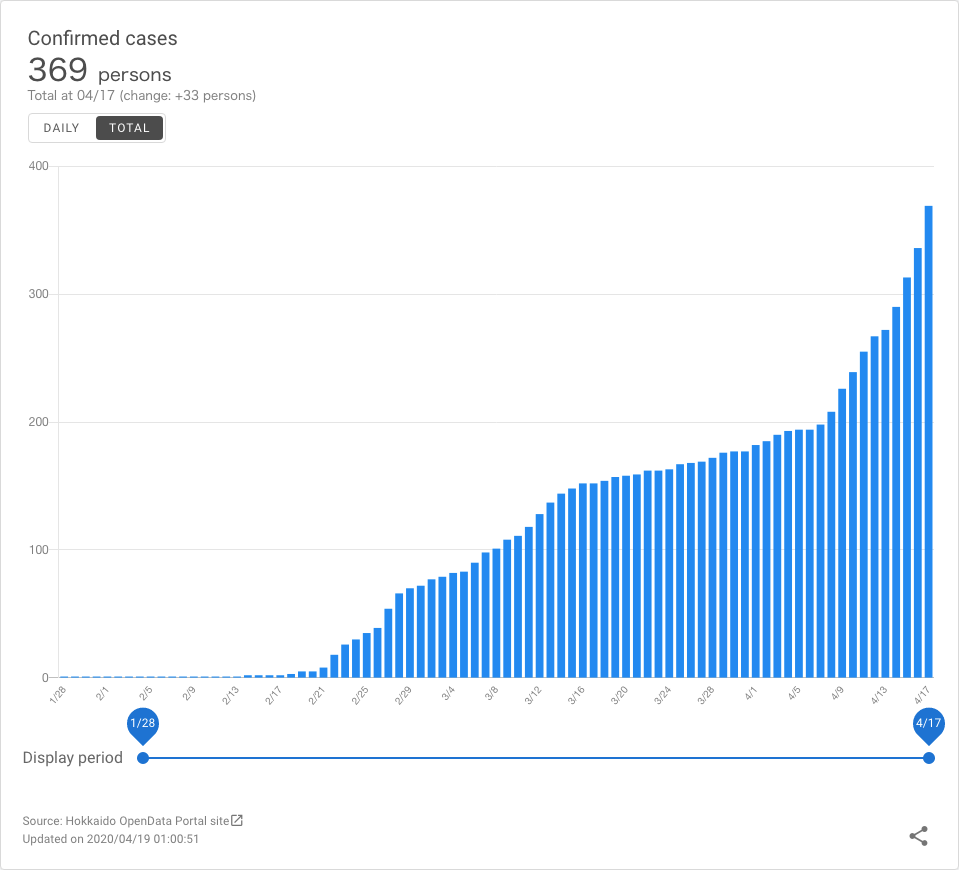 Confirmed cases
369 persons
Total at 04/17 (change: +33 persons)
DAILY TOTAL
400
300
200
100
0
1/28 2/1 2/5 2/9 2/13 2/17 2/21 2/25 2/29 3/4 3/8 3/12 3/16 3/20 3/24 3/28 4/1 4/5 4/9 4/13 4/17
1/28 4/17
Display period
Source: Hokkaido OpenData Portal site
Updated on 2020/04/19 01:00:51